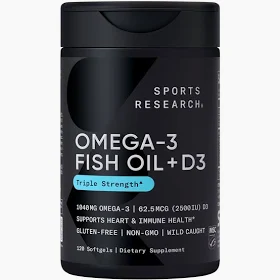 SPORTS
RESEARCH®
OMEGA-3
FISH OIL + D3
Triple Strength*
1040MG OMEGA-3 | 62.5MCG (2500IU) D3
SUPPORTS HEART & IMMUNE HEALTH*
GLUTEN-FREE | NON-GMO | WILD CAUGHT
120 Softgels | Dietary Supplement